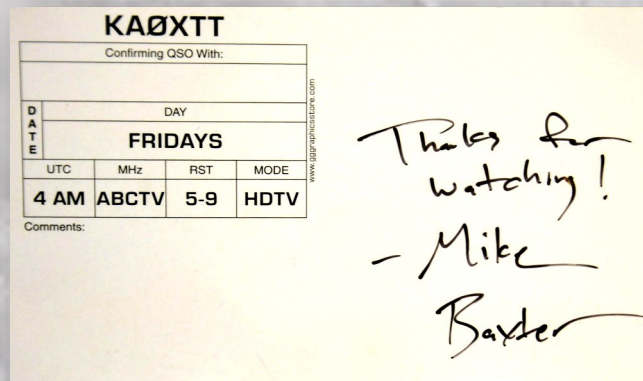 KAØXTT
Confirming QSO With:
DATE
DAY
FRIDAYS
UTC MHz RST MODE
4 AM ABCTV 5-9 HDTV
Comments:
www.gggraphicsstore.com
Thanks for
watching!
- Mike
Baxter